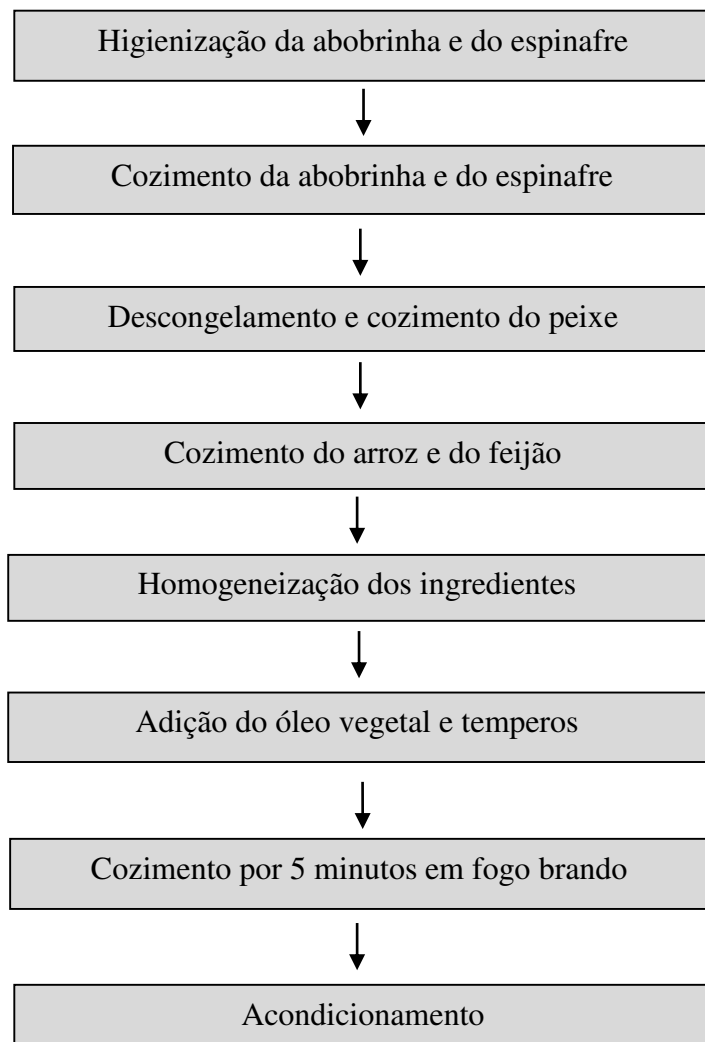 Higienização da abobrinha e do espinafre
Cozimento da abobrinha e do espinafre
Descongelamento e cozimento do peixe
Cozimento do arroz e do feijão
Homogeneização dos ingredientes
Adição do óleo vegetal e temperos
Cozimento por 5 minutos em fogo brando
Acondicionamento